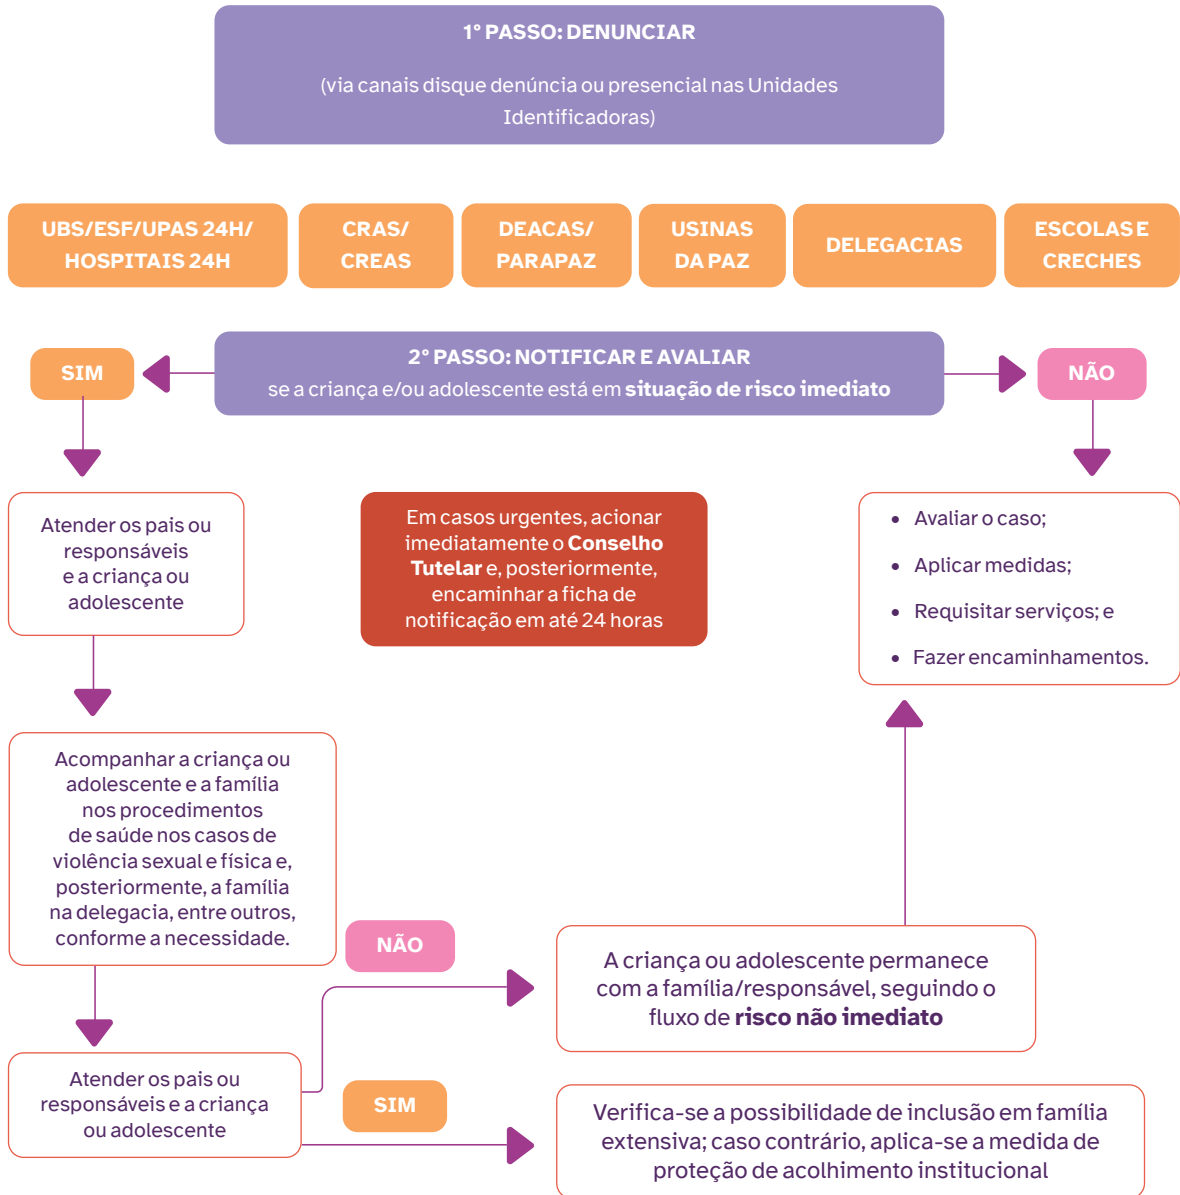 1° PASSO: DENUNCIAR
(via canais disque denúncia ou presencial nas Unidades
Identificadoras)
UBS/ESF/UPAS 24H/
HOSPITAIS 24H
CRAS/
CREAS
DEACAS/
PARAPAZ
USINAS
DA PAZ
DELEGACIAS
ESCOLAS E
CRECHES
SIM
2° PASSO: NOTIFICAR E AVALIAR
se a criança e/ou adolescente está em situação de risco imediato
NÃO
Atender os pais ou
responsáveis
e a criança ou
adolescente
Em casos urgentes, acionar
imediatamente o Conselho
Tutelar e, posteriormente,
encaminhar a ficha de
notificação em até 24 horas
• Avaliar o caso;
• Aplicar medidas;
• Requisitar serviços; e
• Fazer encaminhamentos.
Acompanhar a criança ou
adolescente e a família
nos procedimentos
de saúde nos casos de
violência sexual e física e,
posteriormente, a família
na delegacia, entre outros,
conforme a necessidade.
NÃO
A criança ou adolescente permanece
com a família/responsável, seguindo o
fluxo de risco não imediato
Atender os pais ou
responsáveis e a criança
ou adolescente
SIM
Verifica-se a possibilidade de inclusão em família
extensiva; caso contrário, aplica-se a medida de
proteção de acolhimento institucional